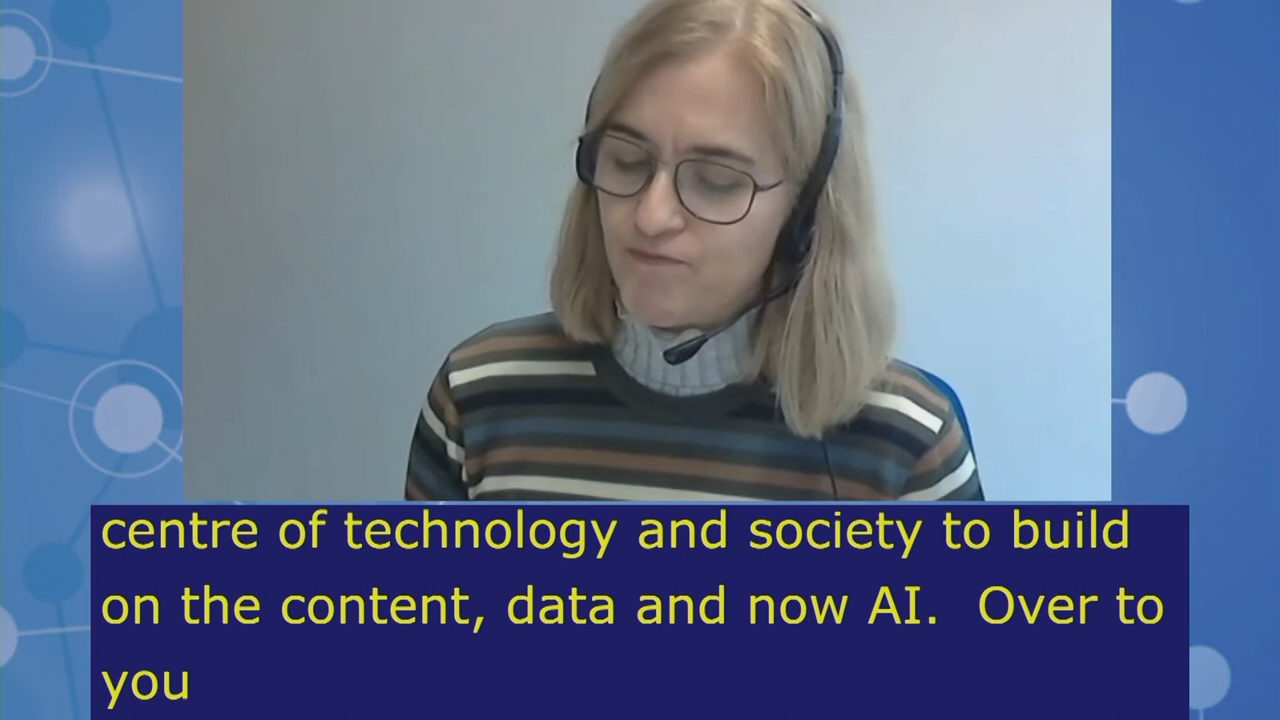 centre of technology and society to build
on the content, data and now AI.  Over to
you